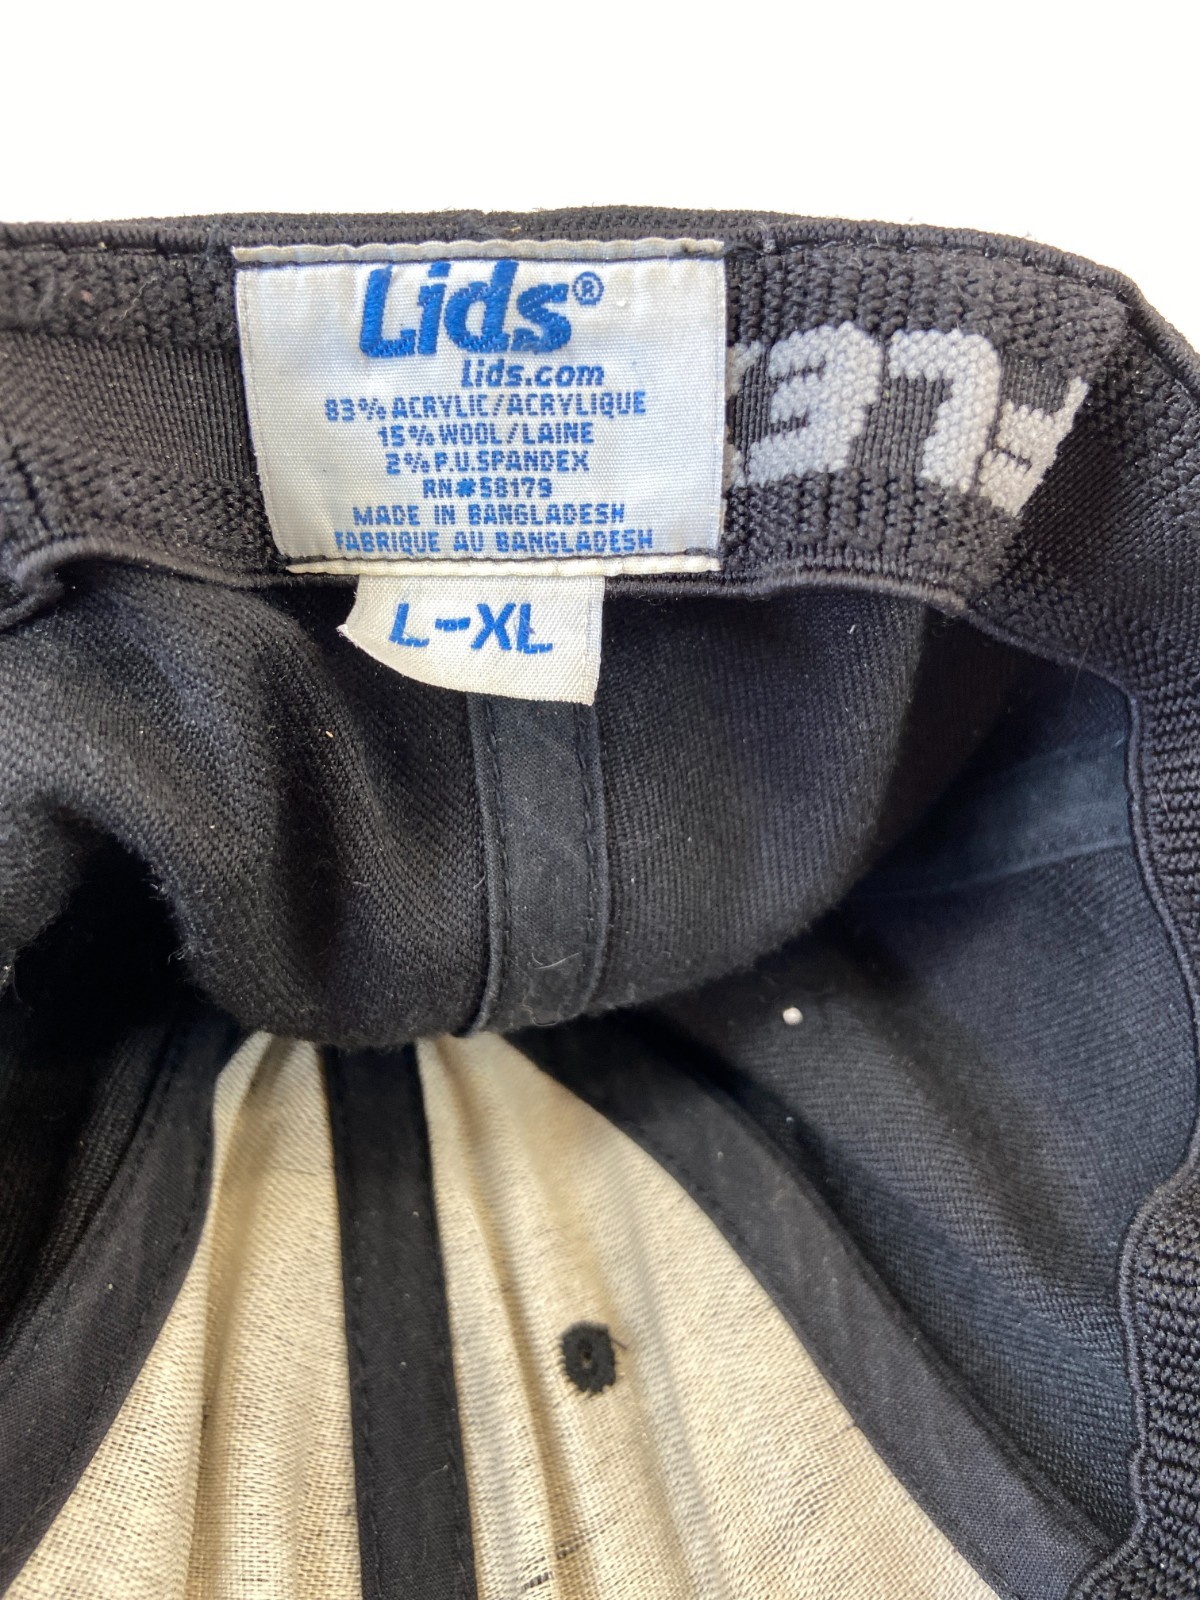 Lids®
lids.com
83% ACRYLIC/ACRYLIQUE
15% WOOL/LAINE
2% P.U.SPANDEX
RN#58179
MADE IN BANGLADESH
FABRIQUE AU BANGLADESH
L-XL